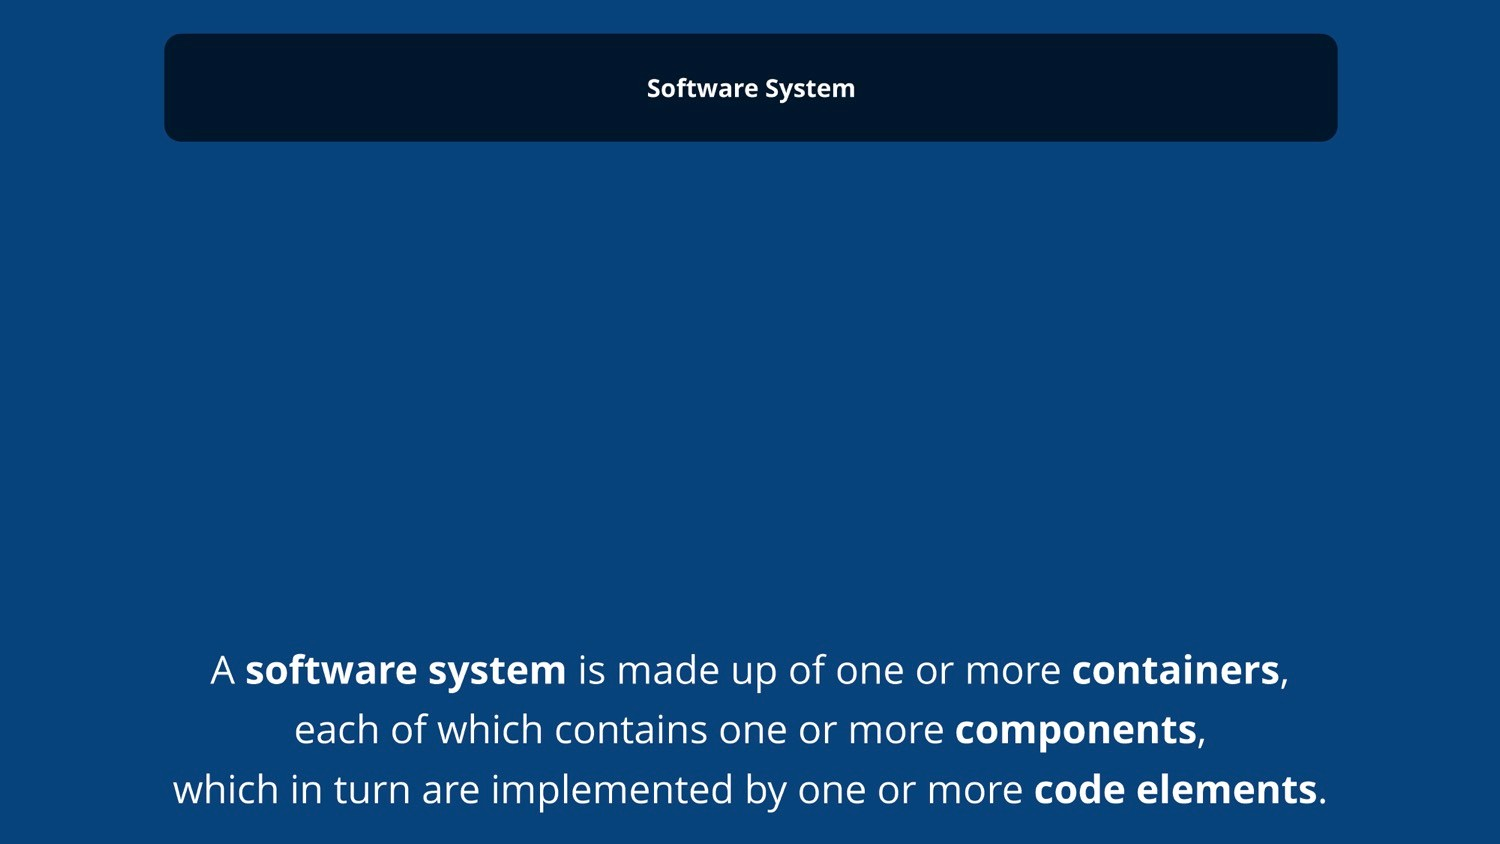 Software System
A software system is made up of one or more containers,
each of which contains one or more components,
which in turn are implemented by one or more code elements.